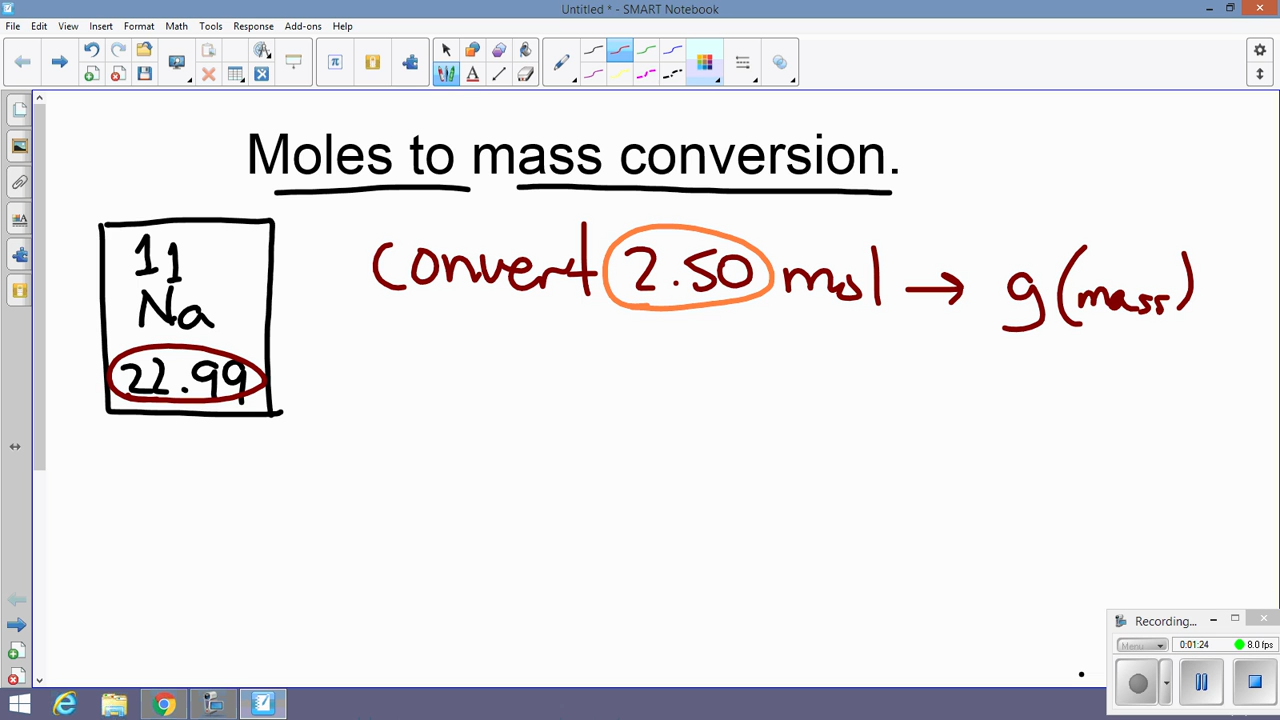 Untitled * - SMART Notebook
File Edit View Insert Format Math Tools Response Add-ons Help
Moles to mass conversion.
11
Na
22.99
convert 2.50 mol → g (mass)
Recording...
Menu
0:01:24
8.0 fps